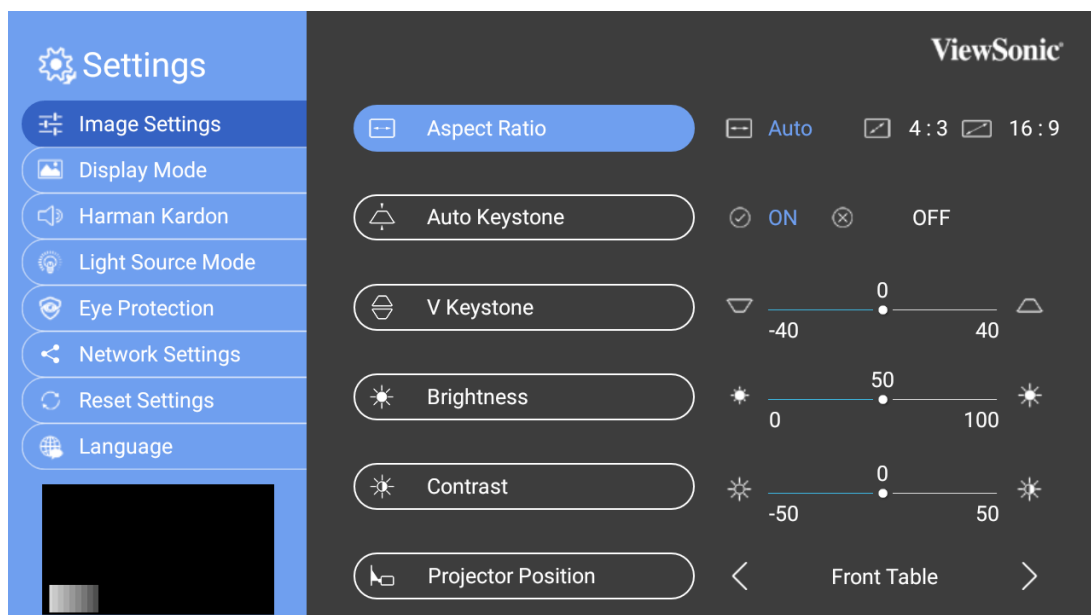 Settings
ViewSonic
Image Settings
Display Mode
Harman Kardon
Light Source Mode
Eye Protection
Network Settings
Reset Settings
Language
Aspect Ratio Auto 4 : 3 16 : 9
Auto Keystone ON OFF
V Keystone 0
-40 40
Brightness 50
0 100
Contrast 0
-50 50
Projector Position Front Table